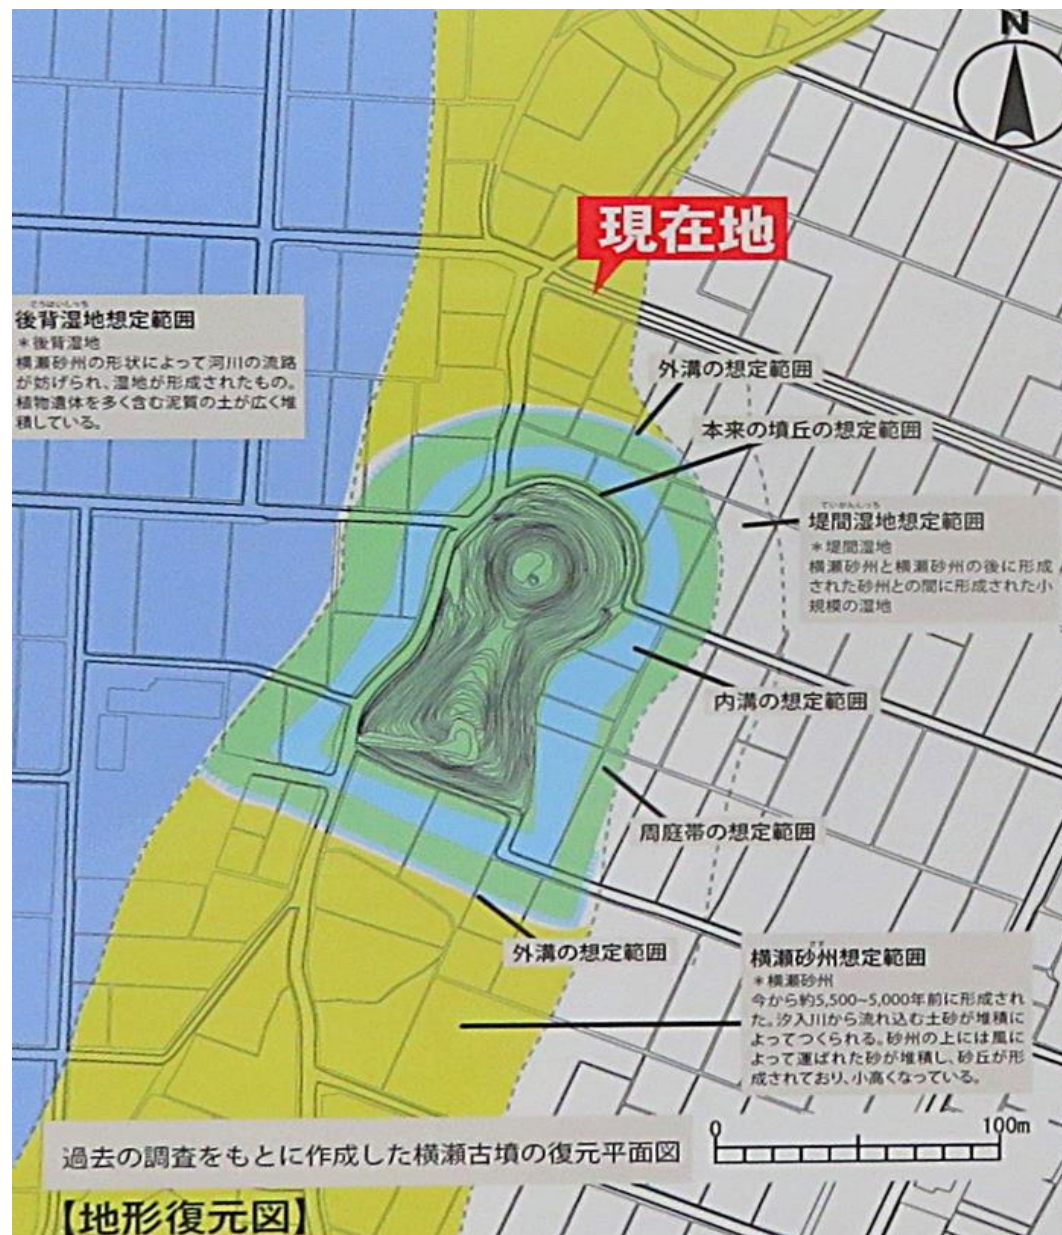 N
現在地
こうはいしっち
後背湿地想定範囲
＊後背湿地
横瀬砂州の形状によって河川の流路
が妨げられ、湿地が形成されたもの。
植物遺体を多く含む泥質の土が広く堆
積している。
外溝の想定範囲
本来の墳丘の想定範囲
ていかんしっち
堤間湿地想定範囲
＊堤間湿地
横瀬砂州と横瀬砂州の後に形成
された砂州との間に形成された小
規模の湿地
内溝の想定範囲
周庭帯の想定範囲
外溝の想定範囲
さす
横瀬砂州想定範囲
＊横瀬砂州
今から約5,500~5,000年前に形成され
た。汐入川から流れ込む土砂が堆積に
よってつくられる。砂州の上には風に
よって運ばれた砂が堆積し、砂丘が形
成されており、小高くなっている。
0 100m
過去の調査をもとに作成した横瀬古墳の復元平面図
【地形復元図】